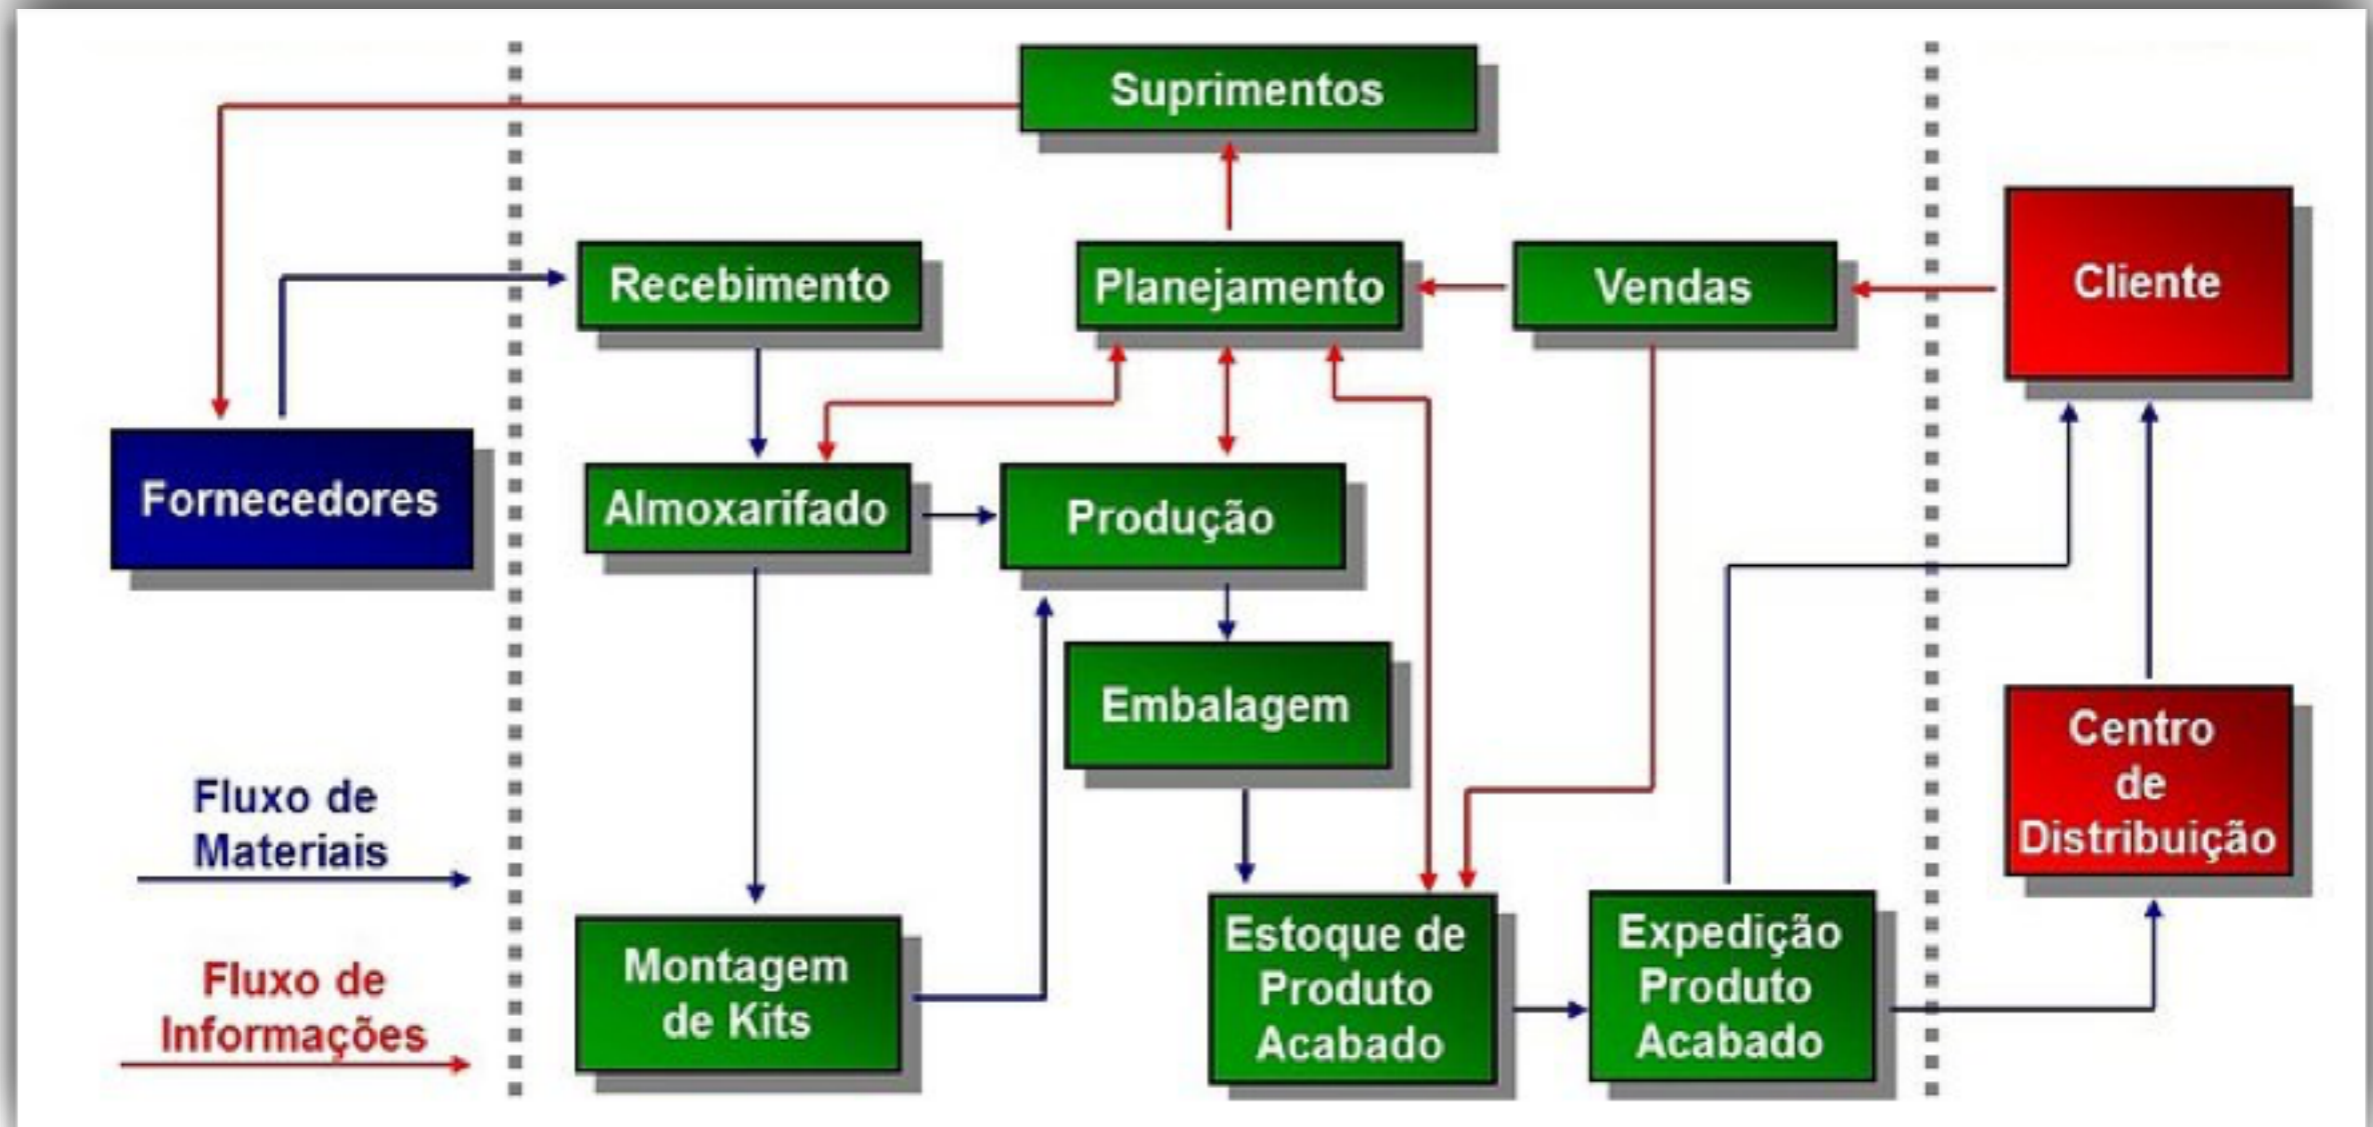 Suprimentos
Recebimento
Planejamento
Vendas
Cliente
Fornecedores
Almoxarifado
Produção
Embalagem
Centro
de
Distribuição
Fluxo de
Materiais
Fluxo de
Informações
Montagem
de Kits
Estoque de
Produto
Acabado
Expedição
Produto
Acabado